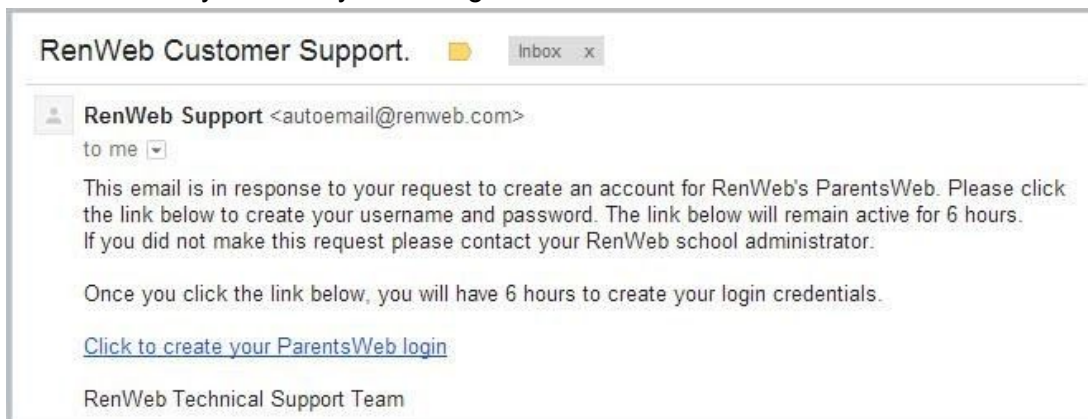 RenWeb Customer Support.
Inbox x
RenWeb Support <autoemail@renweb.com>
to me
This email is in response to your request to create an account for RenWeb's ParentsWeb. Please click
the link below to create your username and password. The link below will remain active for 6 hours.
If you did not make this request please contact your RenWeb school administrator.
Once you click the link below, you will have 6 hours to create your login credentials.
Click to create your ParentsWeb login
RenWeb Technical Support Team